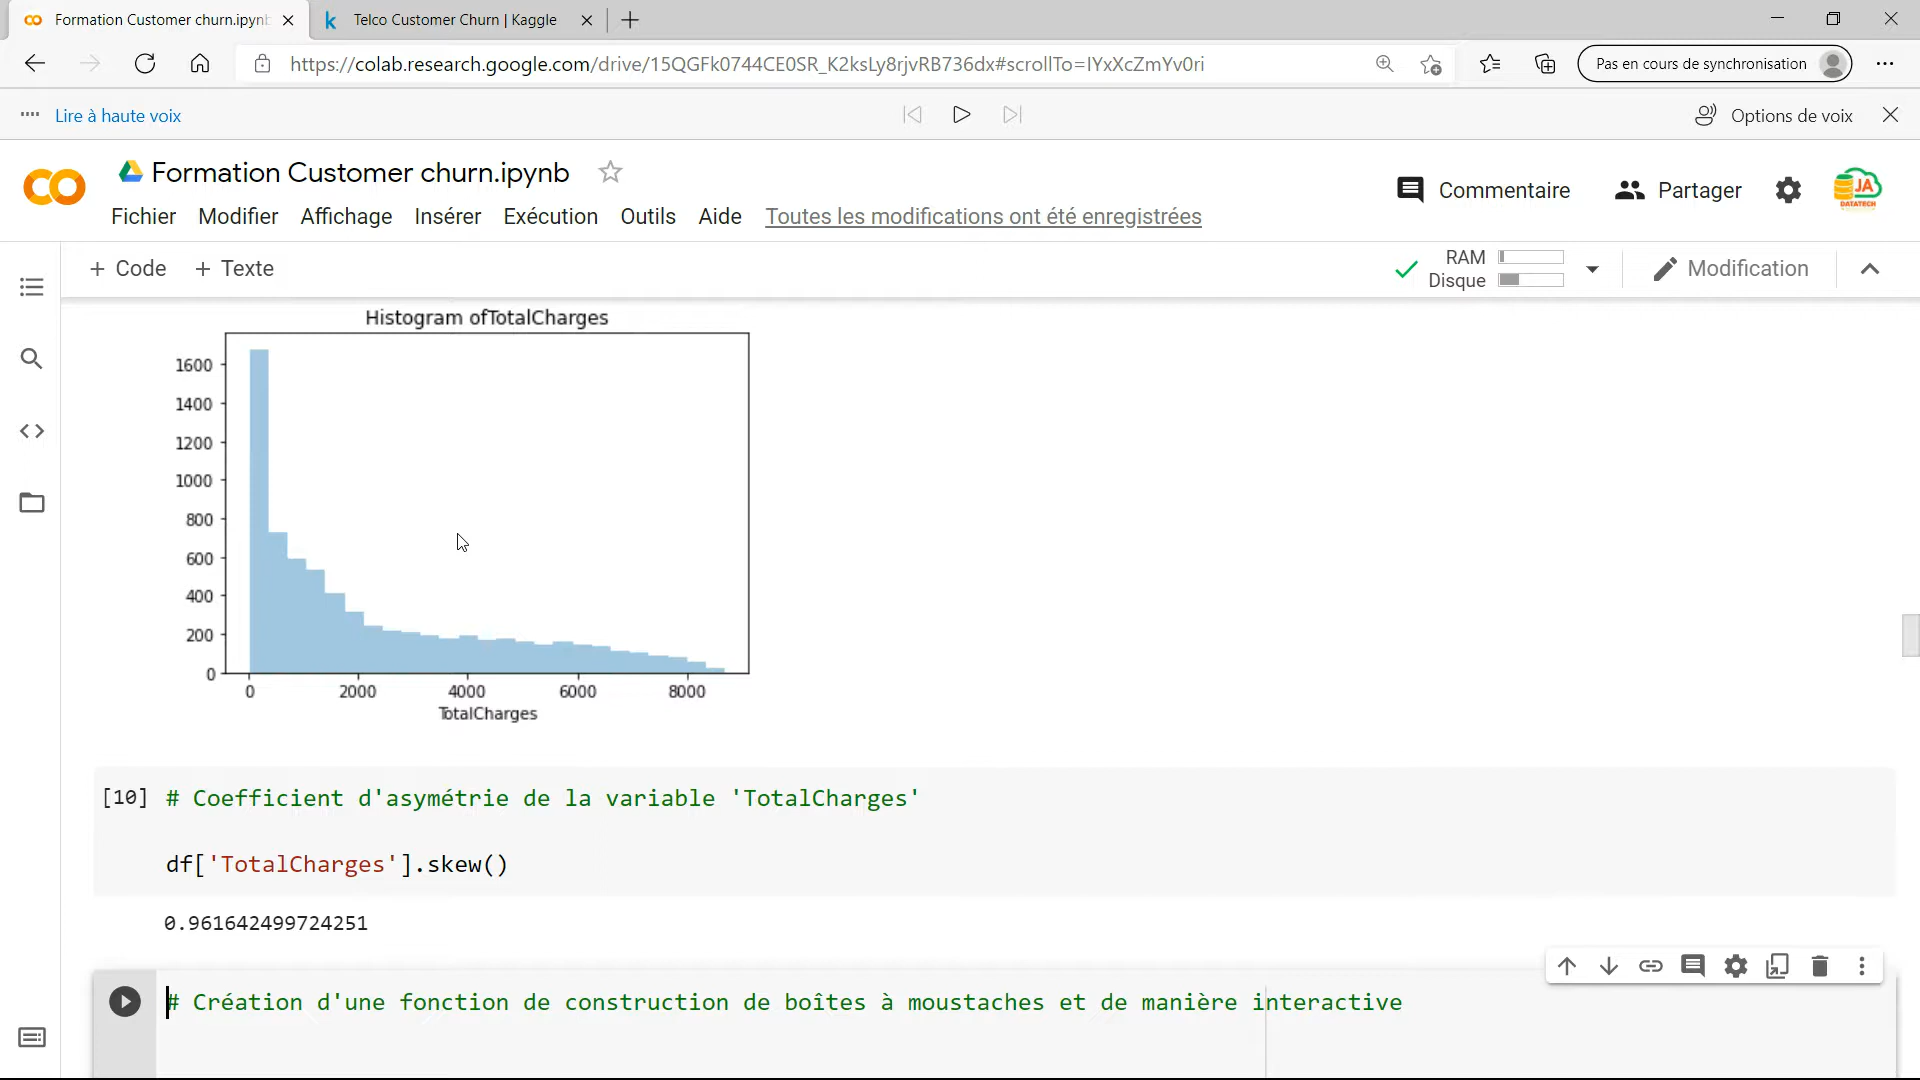 Formation Customer churn.ipynb
Telco Customer Churn | Kaggle
https://colab.research.google.com/drive/15QGFk0744CE0SR_K2ksLy8rjvRB736dx#scrollTo=IYxXcZmYv0ri
Pas en cours de synchronisation
Lire à haute voix
Options de voix
Formation Customer churn.ipynb
Commentaire
Partager
JA
DATATECH
Fichier Modifier Affichage Insérer Exécution Outils Aide Toutes les modifications ont été enregistrées
+ Code + Texte
RAM
Disque
Modification
Histogram ofTotalCharges
1600
1400
1200
1000
800
600
400
200
0
0 2000 4000 6000 8000
TotalCharges
[10] # Coefficient d'asymétrie de la variable 'TotalCharges'
df['TotalCharges'].skew()
0.961642499724251
# Création d'une fonction de construction de boîtes à moustaches et de manière interactive